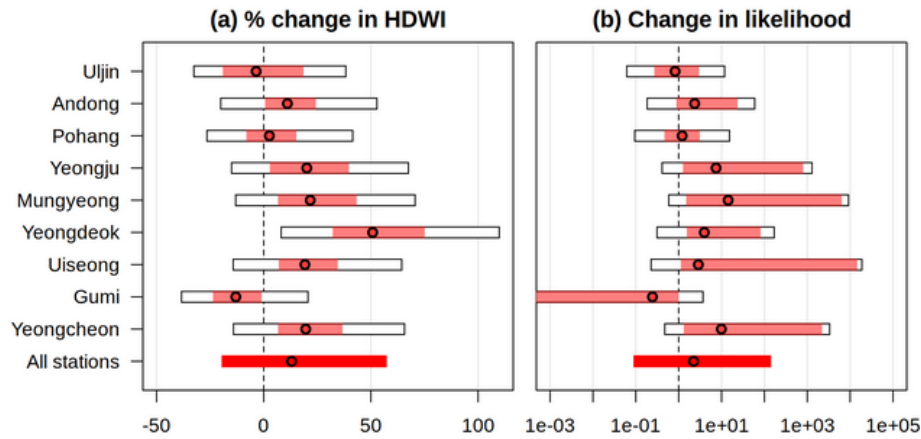 (a) % change in HDWI
(b) Change in likelihood
Uljin
Andong
Pohang
Yeongju
Mungyeong
Yeongdeok
Uiseong
Gumi
Yeongcheon
All stations
-50 0 50 100
1e-03 1e-01 1e+01 1e+03 1e+05